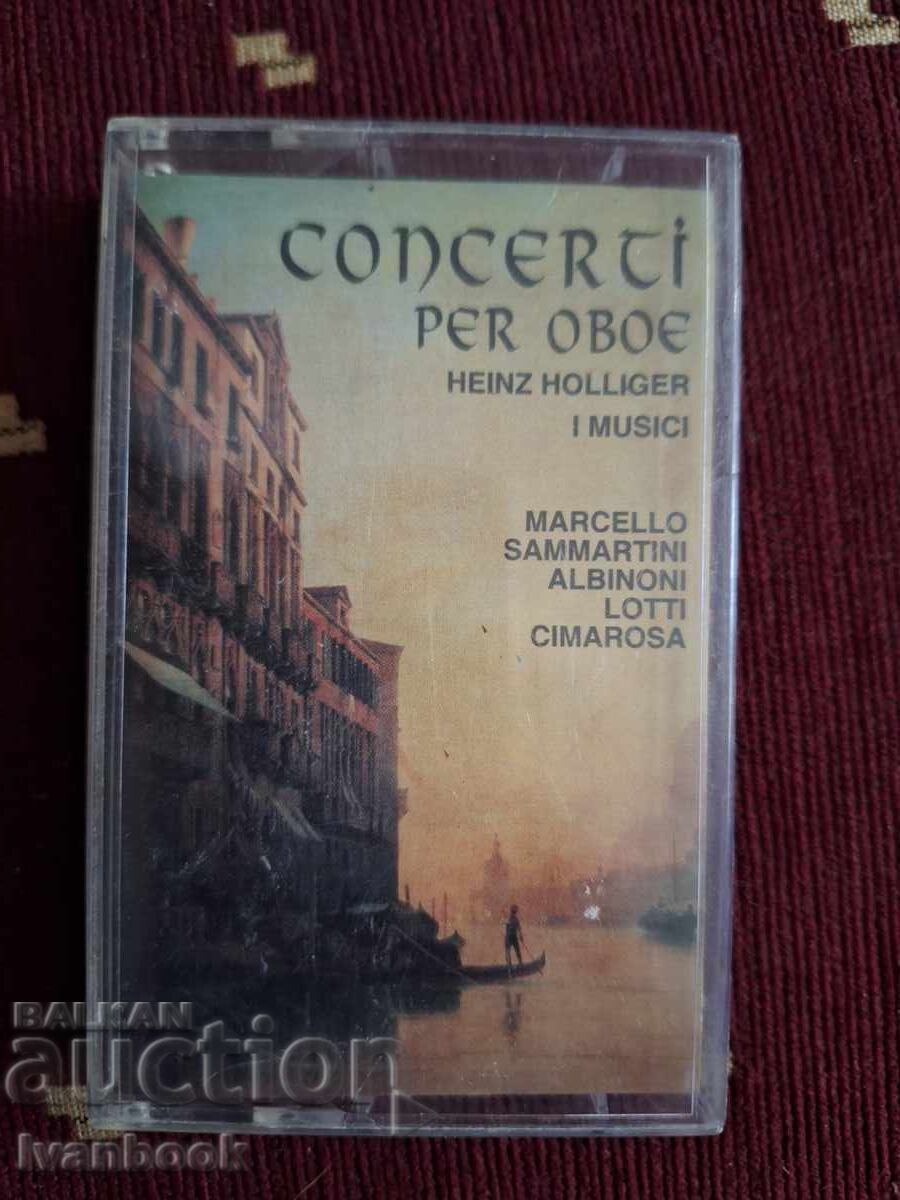 CONCERTI
PER OBOE
HEINZ HOLLIGER
I MUSICI
MARCELLO
SAMMARTINI
ALBINONI
LOTTI
CIMAROSA
BALKAN
auction
Ivanbook